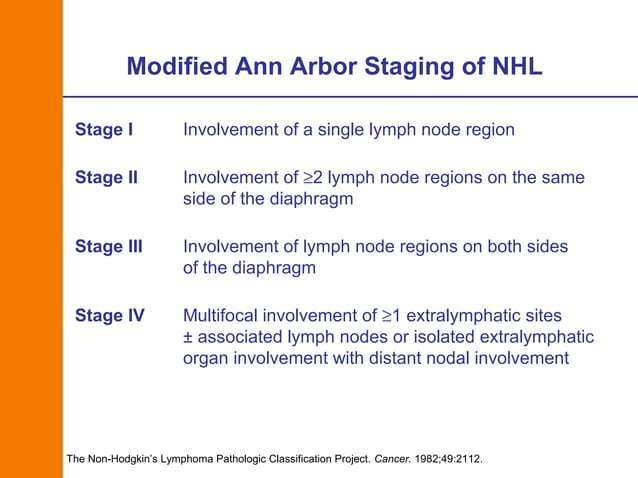 Modified Ann Arbor Staging of NHL
Stage I Involvement of a single lymph node region
Stage II Involvement of ≥2 lymph node regions on the same
side of the diaphragm
Stage III Involvement of lymph node regions on both sides
of the diaphragm
Stage IV Multifocal involvement of ≥1 extralymphatic sites
± associated lymph nodes or isolated extralymphatic
organ involvement with distant nodal involvement
The Non-Hodgkin's Lymphoma Pathologic Classification Project. Cancer. 1982;49:2112.